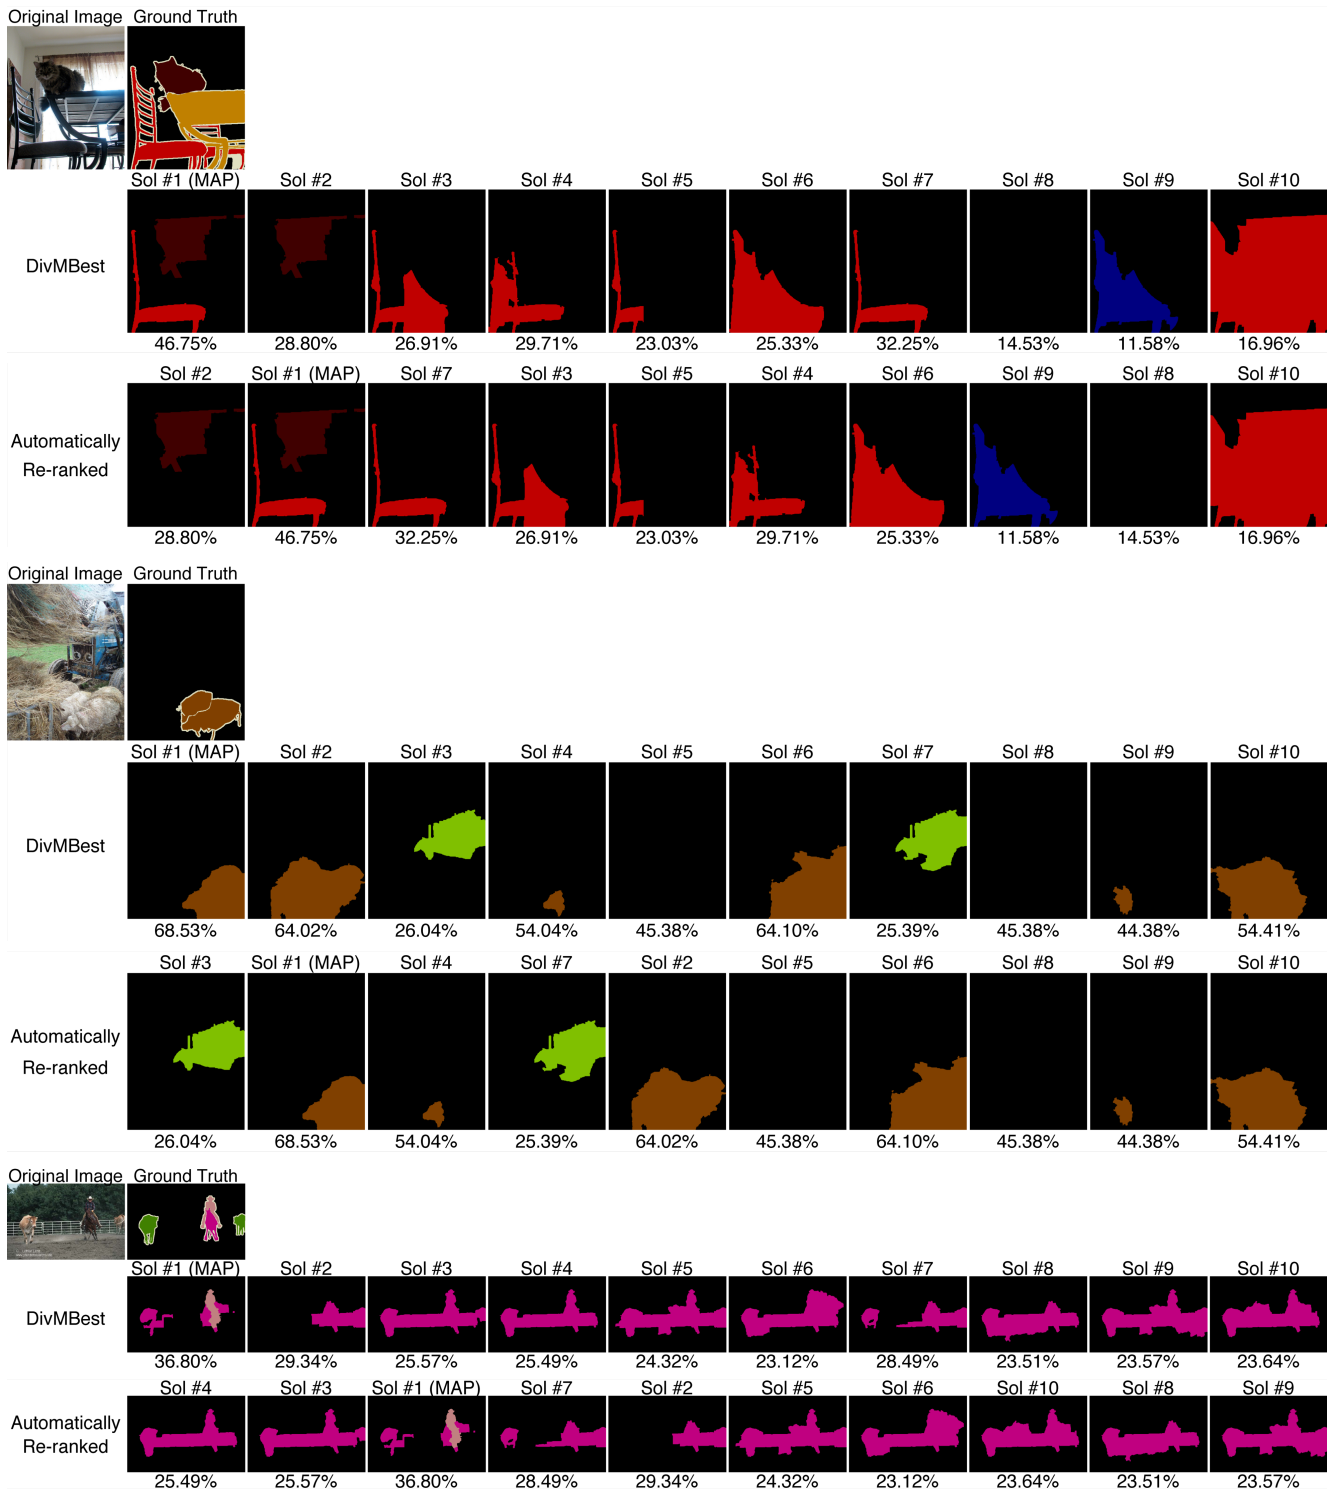 Original Image Ground Truth
Sol #1 (MAP) Sol #2 Sol #3 Sol #4 Sol #5 Sol #6 Sol #7 Sol #8 Sol #9 Sol #10
DivMBest
46.75% 28.80% 26.91% 29.71% 23.03% 25.33% 32.25% 14.53% 11.58% 16.96%
Sol #2 Sol #1 (MAP) Sol #7 Sol #3 Sol #5 Sol #4 Sol #6 Sol #9 Sol #8 Sol #10
Automatically
Re-ranked
28.80% 46.75% 32.25% 26.91% 23.03% 29.71% 25.33% 11.58% 14.53% 16.96%
Original Image Ground Truth
Sol #1 (MAP) Sol #2 Sol #3 Sol #4 Sol #5 Sol #6 Sol #7 Sol #8 Sol #9 Sol #10
DivMBest
68.53% 64.02% 26.04% 54.04% 45.38% 64.10% 25.39% 45.38% 44.38% 54.41%
Sol #3 Sol #1 (MAP) Sol #4 Sol #7 Sol #2 Sol #5 Sol #6 Sol #8 Sol #9 Sol #10
Automatically
Re-ranked
26.04% 68.53% 54.04% 25.39% 64.02% 45.38% 64.10% 45.38% 44.38% 54.41%
Original Image Ground Truth
Sol #1 (MAP) Sol #2 Sol #3 Sol #4 Sol #5 Sol #6 Sol #7 Sol #8 Sol #9 Sol #10
DivMBest
36.80% 29.34% 25.57% 25.49% 24.32% 23.12% 28.49% 23.51% 23.57% 23.64%
Sol #4 Sol #3 Sol #1 (MAP) Sol #7 Sol #2 Sol #5 Sol #6 Sol #10 Sol #8 Sol #9
Automatically
Re-ranked
25.49% 25.57% 36.80% 28.49% 29.34% 24.32% 23.12% 23.64% 23.51% 23.57%